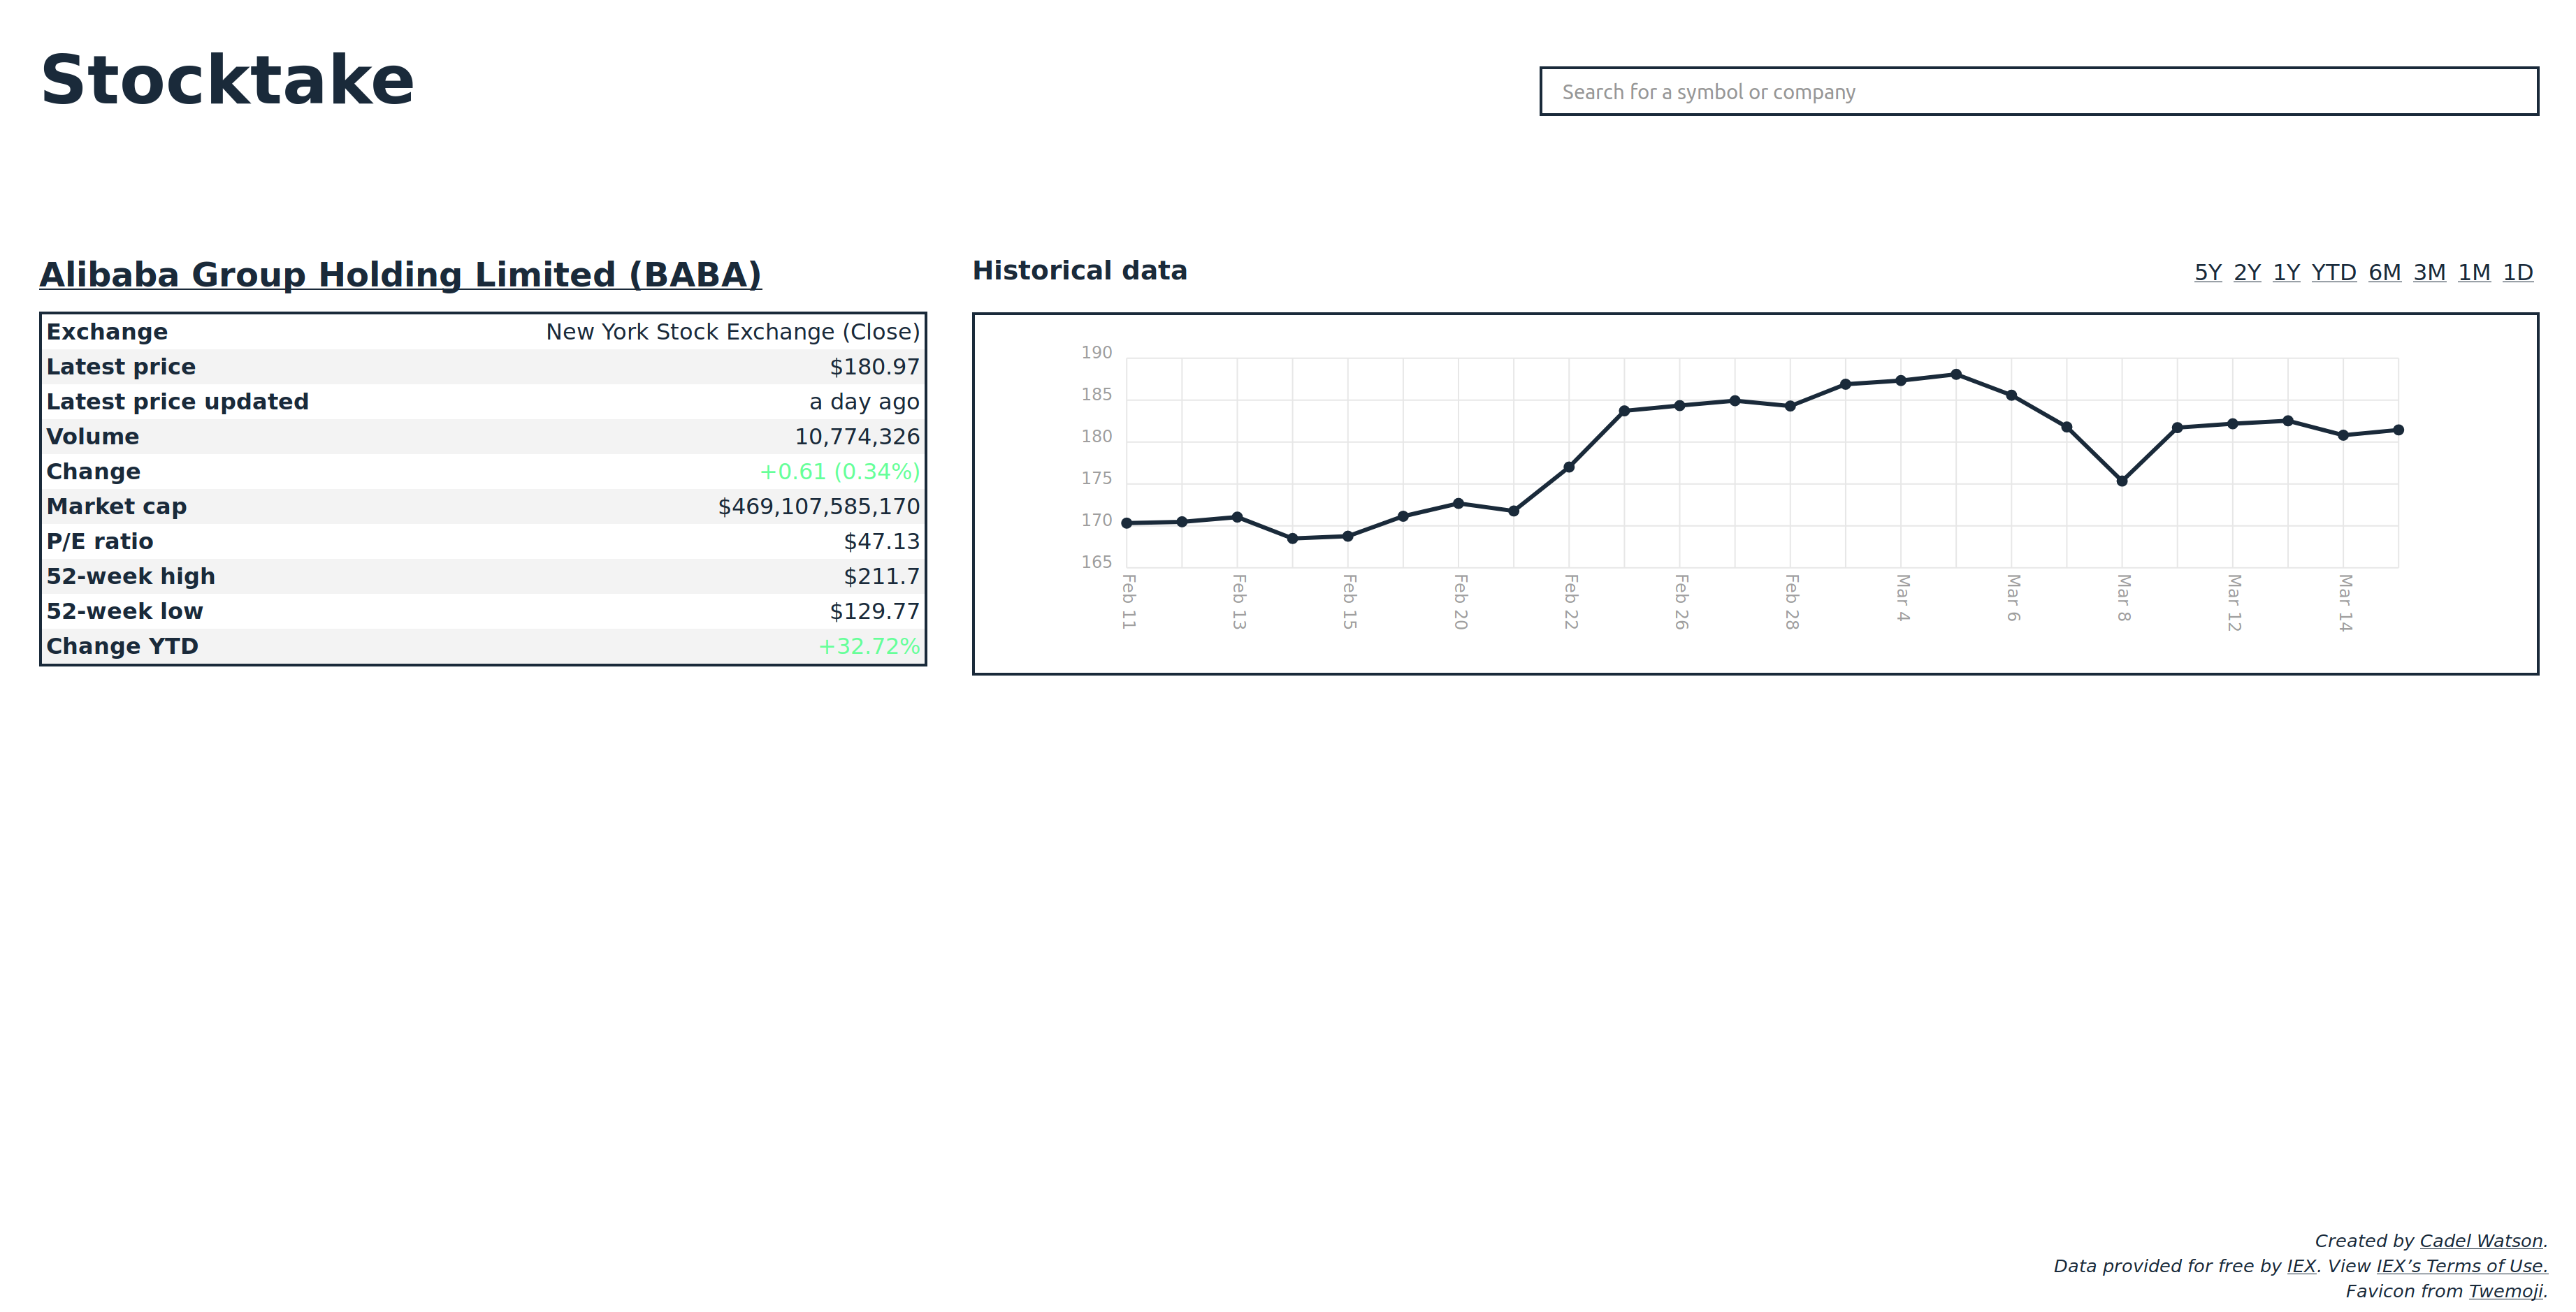 Stocktake
Search for a symbol or company
Alibaba Group Holding Limited (BABA)
Exchange New York Stock Exchange (Close)
Latest price $180.97
Latest price updated a day ago
Volume 10,774,326
Change +0.61 (0.34%)
Market cap $469,107,585,170
P/E ratio $47.13
52-week high $211.7
52-week low $129.77
Change YTD +32.72%
Historical data
5Y 2Y 1Y YTD 6M 3M 1M 1D
190
185
180
175
170
165
Feb 11
Feb 13
Feb 15
Feb 20
Feb 22
Feb 26
Feb 28
Mar 4
Mar 6
Mar 8
Mar 12
Mar 14
Created by Cadel Watson.
Data provided for free by IEX. View IEX’s Terms of Use.
Favicon from Twemoji.